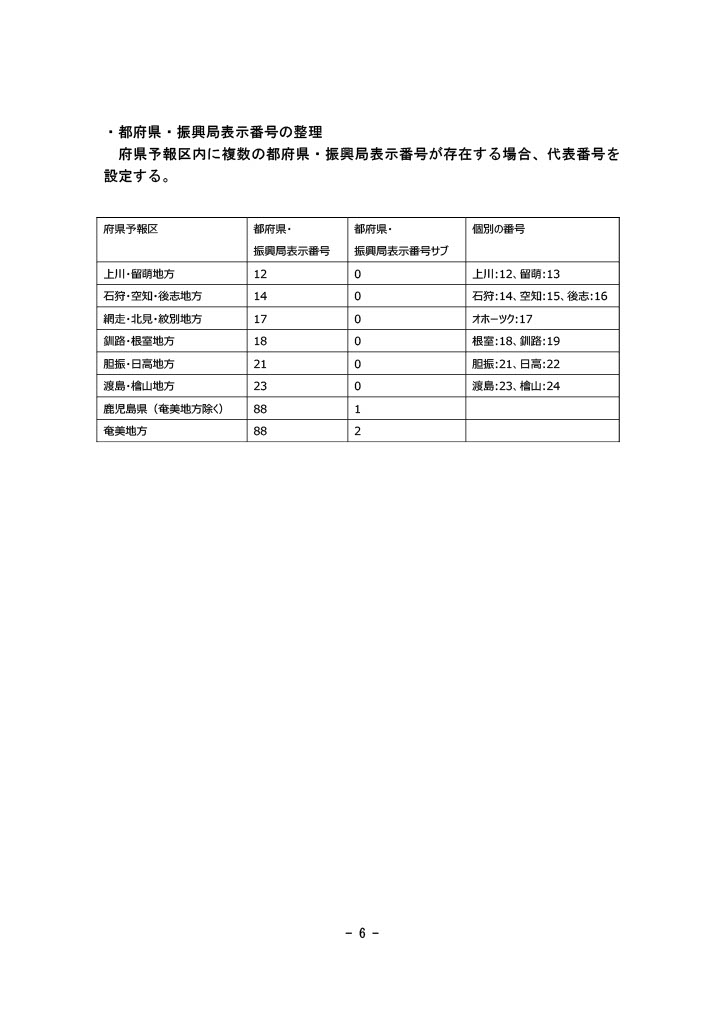 ・都府県・振興局表示番号の整理
府県予報区内に複数の都府県・振興局表示番号が存在する場合、代表番号を
設定する。
府県予報区 都府県・ 都府県・ 個別の番号
振興局表示番号 振興局表示番号サブ
上川・留萌地方 12 0 上川:12、留萌:13
石狩・空知・後志地方 14 0 石狩:14、空知:15、後志:16
網走・北見・紋別地方 17 0 オホーツク:17
釧路・根室地方 18 0 根室:18、釧路:19
胆振・日高地方 21 0 胆振:21、日高:22
渡島・檜山地方 23 0 渡島:23、檜山:24
鹿児島県（奄美地方除く） 88 1
奄美地方 88 2
- 6 -